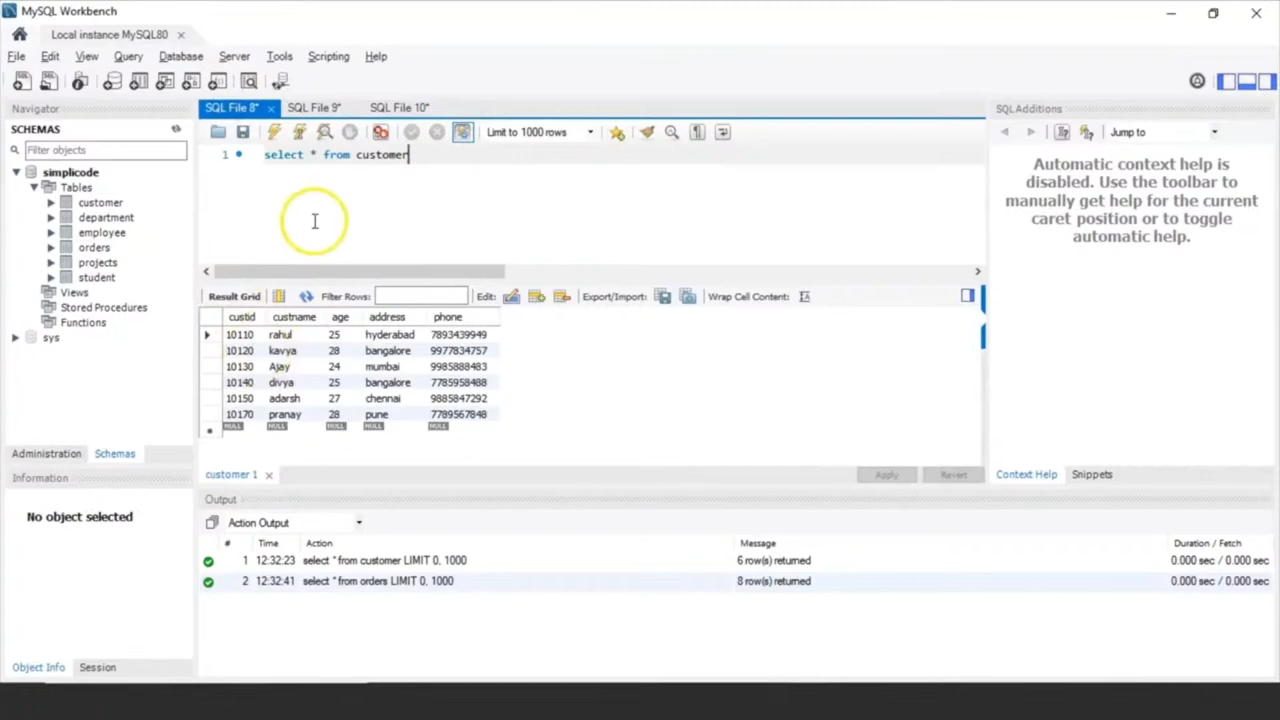 MySQL Workbench
Local instance MySQL80
File Edit View Query Database Server Tools Scripting Help
Navigator
SCHEMAS
Filter objects
simplicode
Tables
customer
department
employee
orders
projects
student
Views
Stored Procedures
Functions
sys
Administration Schemas
Information
No object selected
Object Info Session
SQL File 8* SQL File 9* SQL File 10*
Limit to 1000 rows
1 select * from customer
Result Grid Filter Rows: Edit: Export/Import: Wrap Cell Content:
custid custname age address phone
10110 rahul 25 hyderabad 7893439949
10120 kavya 28 bangalore 9977834757
10130 Ajay 24 mumbai 9985888483
10140 divya 25 bangalore 7785958488
10150 adarsh 27 chennai 9885847292
10170 pranay 28 pune 7789567848
NULL NULL NULL NULL NULL
customer 1 Apply Revert
Output
Action Output
# Time Action Message Duration / Fetch
1 12:32:23 select * from customer LIMIT 0, 1000 6 row(s) returned 0.000 sec / 0.000 sec
2 12:32:41 select * from orders LIMIT 0, 1000 8 row(s) returned 0.000 sec / 0.000 sec
SQLAdditions
Jump to
Automatic context help is
disabled. Use the toolbar to
manually get help for the current
caret position or to toggle
automatic help.
Context Help Snippets